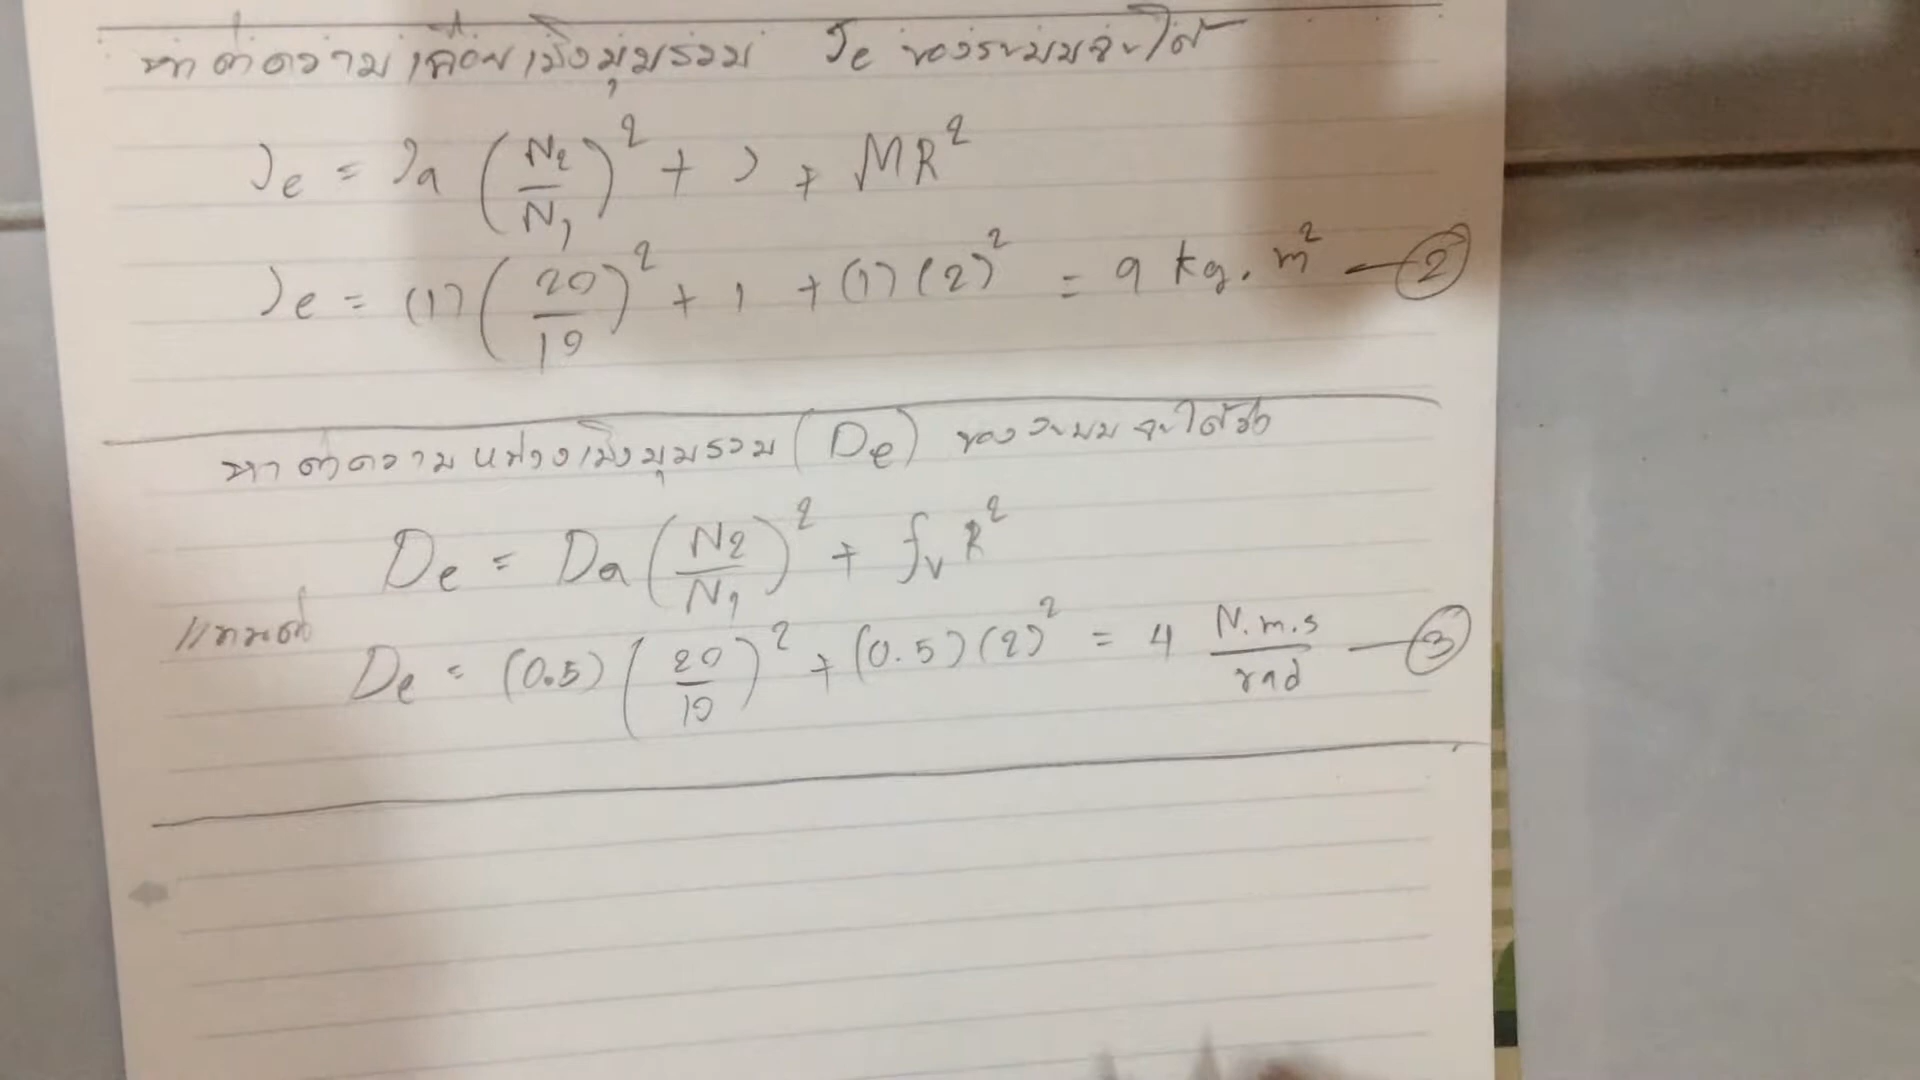 หาค่าความเฉื่อยเชิงมุมรวม Je ของระบบจะได้
Je = Ja (N2/N1)² + J + MR²
Je = (1) (20/10)² + 1 + (1)(2)² = 9 kg.m² — ②
หาค่าความหน่วงเชิงมุมรวม (De) ของระบบจะได้ว่า
De = Da (N2/N1)² + fvR²
แทนค่า
De = (0.5) (20/10)² + (0.5)(2)² = 4 N.m.s/rad — ③